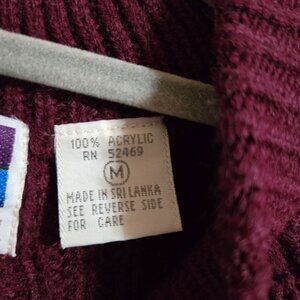 100% ACRYLIC
RN 52469
M
MADE IN SRI LANKA
SEE REVERSE SIDE
FOR CARE